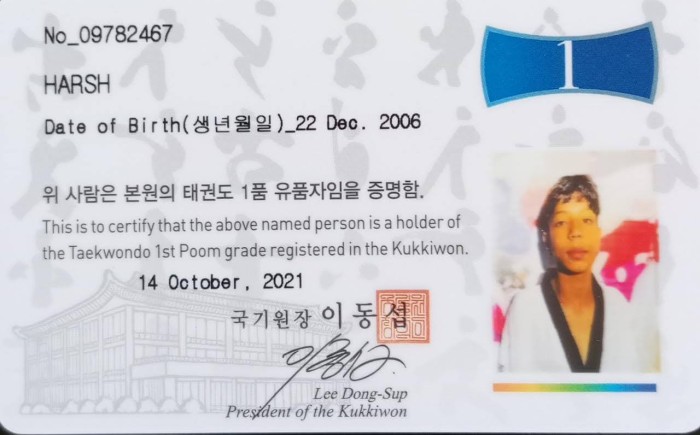 No_09782467
1
HARSH
Date of Birth(생년월일)_22 Dec. 2006
위 사람은 본원의 태권도 1품 유품자임을 증명함.
This is to certify that the above named person is a holder of
the Taekwondo 1st Poom grade registered in the Kukkiwon.
14 October, 2021
국기원장 이동섭
Lee Dong-Sup
President of the Kukkiwon